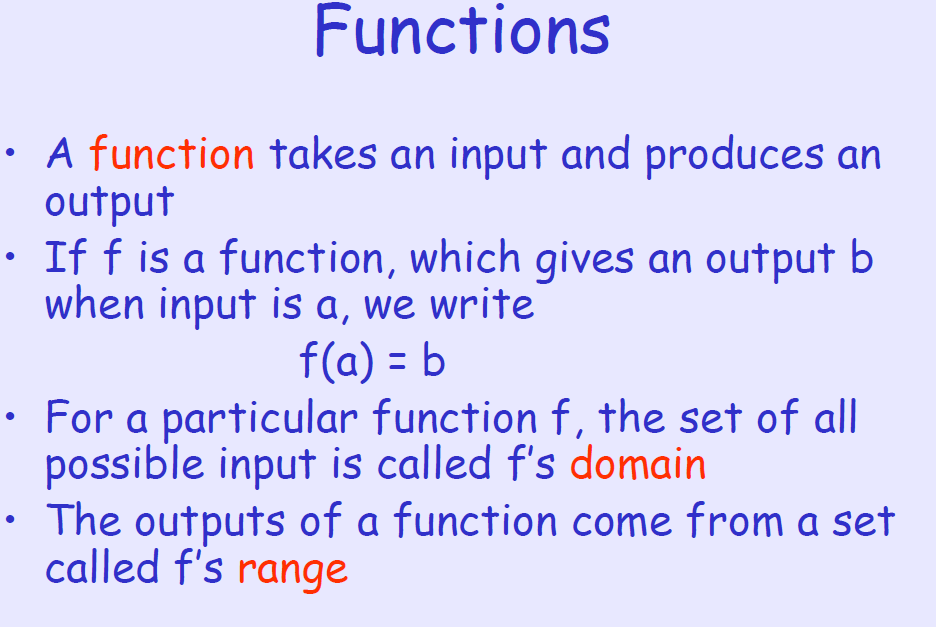 Functions
• A function takes an input and produces an
output
• If f is a function, which gives an output b
when input is a, we write
f(a) = b
• For a particular function f, the set of all
possible input is called f's domain
• The outputs of a function come from a set
called f's range